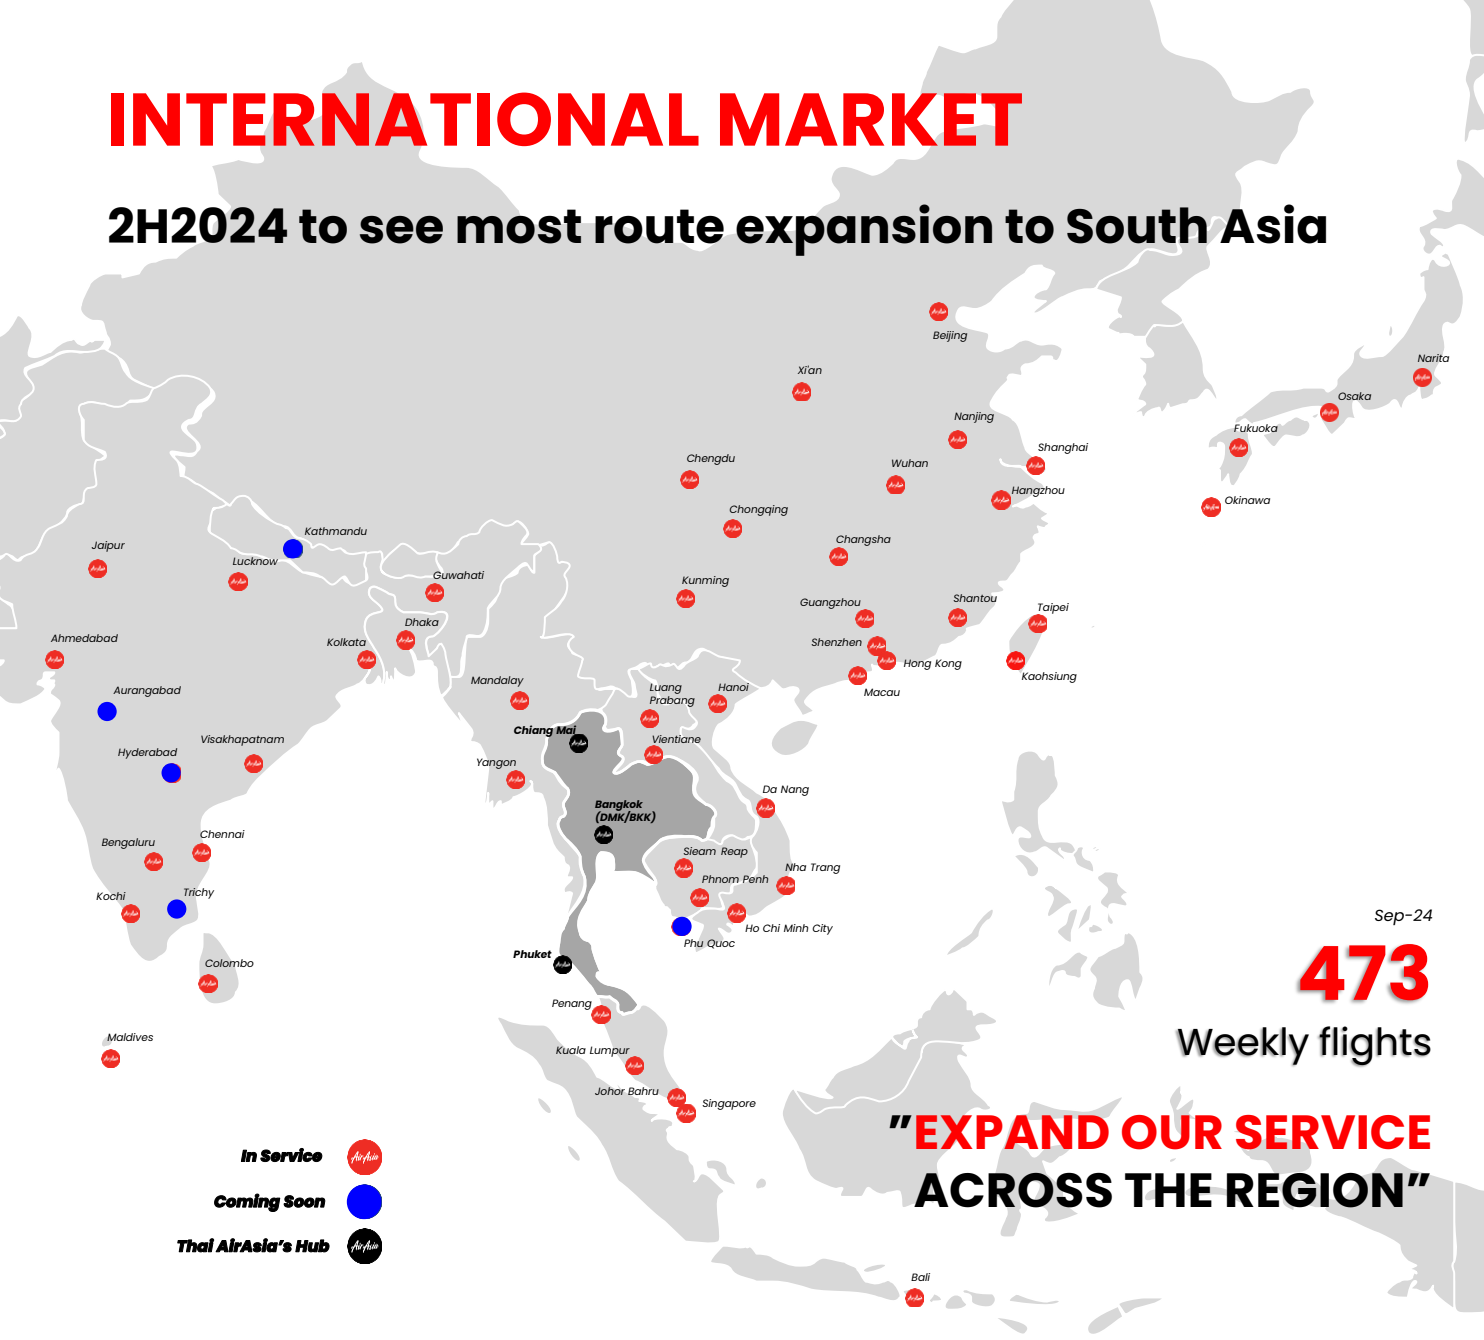 INTERNATIONAL MARKET
2H2024 to see most route expansion to South Asia
Beijing
Xi'an
Narita
Osaka
Nanjing
Fukuoka
Shanghai
Chengdu
Wuhan
Hangzhou
Okinawa
Chongqing
Kathmandu
Changsha
Jaipur
Lucknow
Guwahati
Kunming
Guangzhou
Shantou
Taipei
Dhaka
Ahmedabad
Kolkata
Shenzhen
Hong Kong
Kaohsiung
Macau
Mandalay
Luang
Prabang
Hanoi
Aurangabad
Chiang Mai
Vientiane
Visakhapatnam
Hyderabad
Yangon
Da Nang
Bangkok
(DMK/BKK)
Chennai
Bengaluru
Sieam Reap
Nha Trang
Phnom Penh
Kochi
Trichy
Ho Chi Minh City
Phu Quoc
Phuket
Colombo
Penang
Maldives
Kuala Lumpur
Johor Bahru
Singapore
Bali
Sep-24
473
Weekly flights
"EXPAND OUR SERVICE
ACROSS THE REGION"
In Service AirAsia
Coming Soon
Thai AirAsia's Hub AirAsia